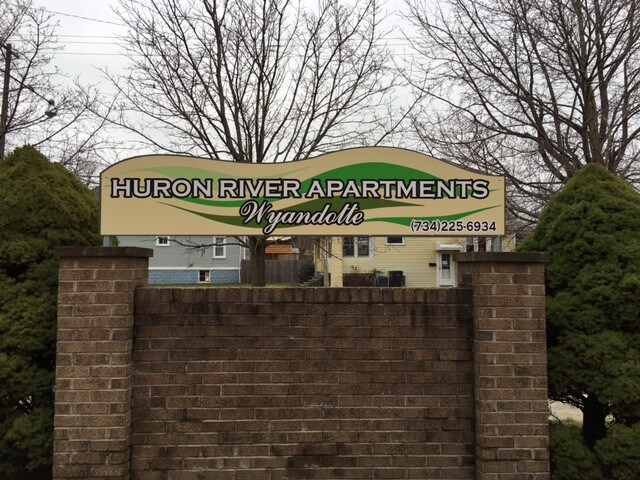 HURON RIVER APARTMENTS
Wyandotte
(734)225-6934